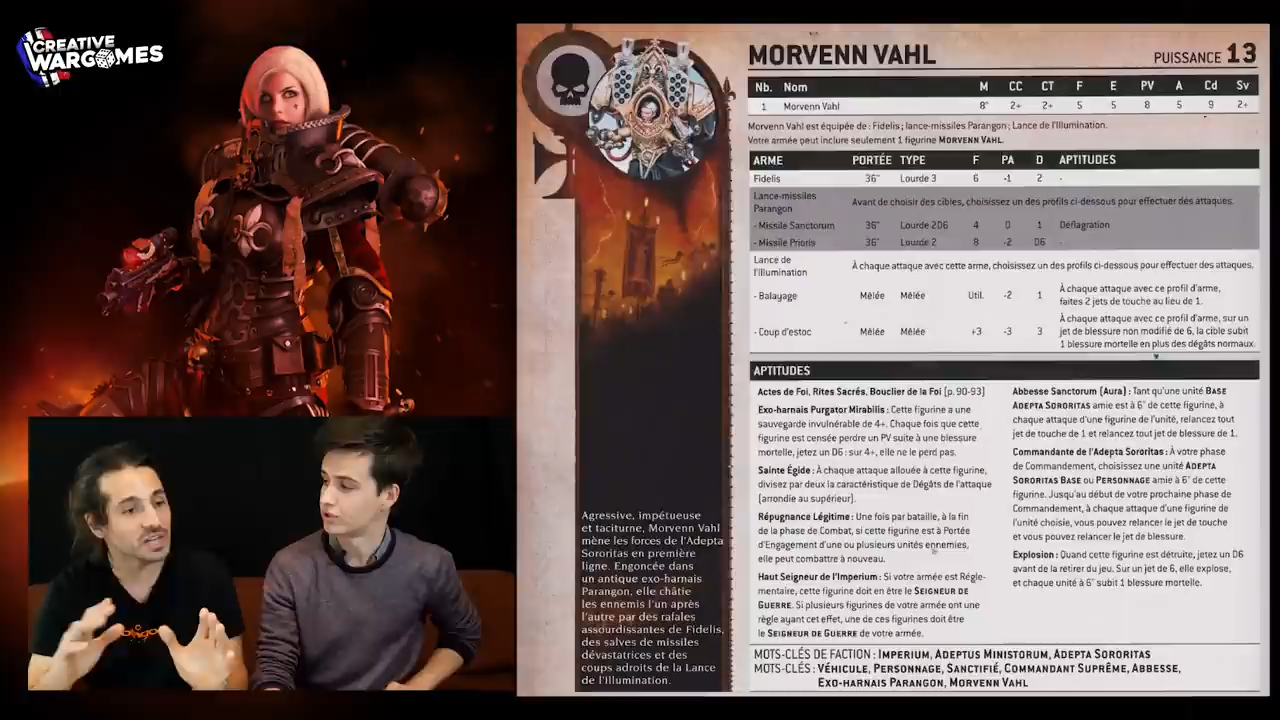 CREATIVE
WARGAMES
MORVENN VAHL
PUISSANCE 13
Nb. Nom M CC CT F E PV A Cd Sv
1 Morvenn Vahl 8" 2+ 2+ 5 5 8 5 9 2+
Morvenn Vahl est équipée de : Fidelis; lance-missiles Parangon; Lance de l'Illumination.
Votre armée peut inclure seulement 1 figurine MORVENN VAHL.
ARME PORTÉE TYPE F PA D APTITUDES
Fidelis 36" Lourde 3 6 -1 2 -
Lance-missiles
Parangon
Avant de choisir des cibles, choisissez un des profils ci-dessous pour effectuer des attaques.
- Missile Sanctorum 36" Lourde 2D6 4 0 1 Déflagration
- Missile Prioris 36" Lourde 2 8 -2 D6 -
Lance de
l'Illumination
À chaque attaque avec cette arme, choisissez un des profils ci-dessous pour effectuer des attaques.
- Balayage Mêlée Mêlée Util. -2 1
À chaque attaque avec ce profil d'arme,
faites 2 jets de touche au lieu de 1.
- Coup d'estoc Mêlée Mêlée +3 -3 3
À chaque attaque avec ce profil d'arme, sur un
jet de blessure non modifié de 6, la cible subit
1 blessure mortelle en plus des dégâts normaux.
APTITUDES
Actes de Foi, Rites Sacrés, Bouclier de la Foi (p. 90-93)
Exo-harnais Purgator Mirabilis : Cette figurine a une
sauvegarde invulnérable de 4+. Chaque fois que cette
figurine est censée perdre un PV suite à une blessure
mortelle, jetez un D6 : sur 4+, elle ne le perd pas.
Sainte Égide : À chaque attaque allouée à cette figurine,
divisez par deux la caractéristique de Dégâts de l'attaque
(arrondie au supérieur).
Répugnance Légitime : Une fois par bataille, à la fin
de la phase de Combat, si cette figurine est à Portée
d'Engagement d'une ou plusieurs unités ennemies,
elle peut combattre à nouveau.
Haut Seigneur de l'Imperium : Si votre armée est Régle-
mentaire, cette figurine doit en être le SEIGNEUR DE
GUERRE. Si plusieurs figurines de votre armée ont une
règle ayant cet effet, une de ces figurines doit être
le SEIGNEUR DE GUERRE de votre armée.
Abbesse Sanctorum (Aura) : Tant qu'une unité BASE
ADEPTA SORORITAS amie est à 6" de cette figurine, à
chaque attaque d'une figurine de l'unité, relancez tout
jet de touche de 1 et relancez tout jet de blessure de 1.
Commandante de l'Adepta Sororitas : À votre phase
de Commandement, choisissez une unité ADEPTA
SORORITAS BASE ou PERSONNAGE amie à 6" de cette
figurine. Jusqu'au début de votre prochaine phase de
Commandement, à chaque attaque d'une figurine de
l'unité choisie, vous pouvez relancer le jet de touche
et vous pouvez relancer le jet de blessure.
Explosion : Quand cette figurine est détruite, jetez un D6
avant de la retirer du jeu. Sur un jet de 6, elle explose,
et chaque unité à 6" subit 1 blessure mortelle.
Agressive, impétueuse
et taciturne, Morvenn Vahl
mène les forces de l'Adepta
Sororitas en première
ligne. Engoncée dans
un antique exo-harnais
Parangon, elle châtie
les ennemis l'un après
l'autre par des rafales
assourdissantes de Fidelis,
des salves de missiles
dévastatrices et des
coups adroits de la Lance
de l'Illumination.
MOTS-CLÉS DE FACTION : IMPERIUM, ADEPTUS MINISTORUM, ADEPTA SORORITAS
MOTS-CLÉS : VÉHICULE, PERSONNAGE, SANCTIFIÉ, COMMANDANT SUPRÊME, ABBESSE,
EXO-HARNAIS PARANGON, MORVENN VAHL